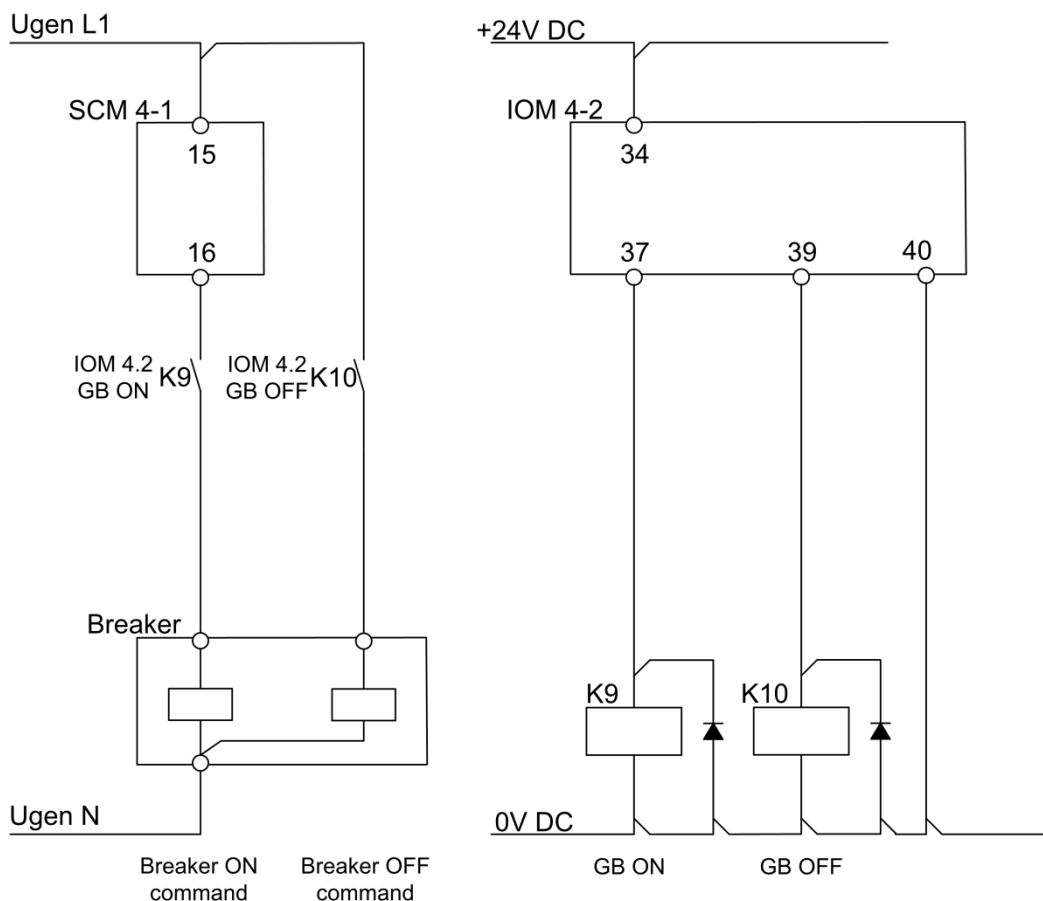 Ugen L1
+24V DC
SCM 4-1
15
16
IOM 4-2
34
37
39
40
IOM 4.2
GB ON
K9
IOM 4.2
GB OFF
K10
Breaker
K9
K10
Ugen N
0V DC
Breaker ON
command
Breaker OFF
command
GB ON
GB OFF